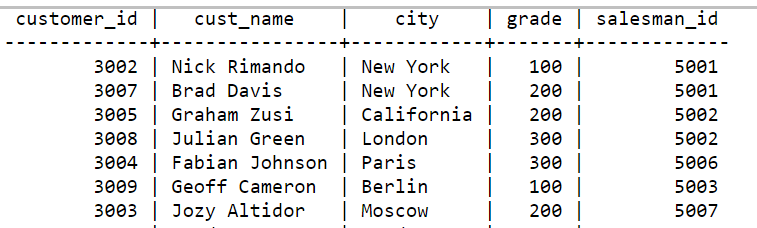 customer_id | cust_name | city | grade | salesman_id
-------------+----------------+------------+-------+-------------
3002 | Nick Rimando | New York | 100 | 5001
3007 | Brad Davis | New York | 200 | 5001
3005 | Graham Zusi | California | 200 | 5002
3008 | Julian Green | London | 300 | 5002
3004 | Fabian Johnson | Paris | 300 | 5006
3009 | Geoff Cameron | Berlin | 100 | 5003
3003 | Jozy Altidor | Moscow | 200 | 5007